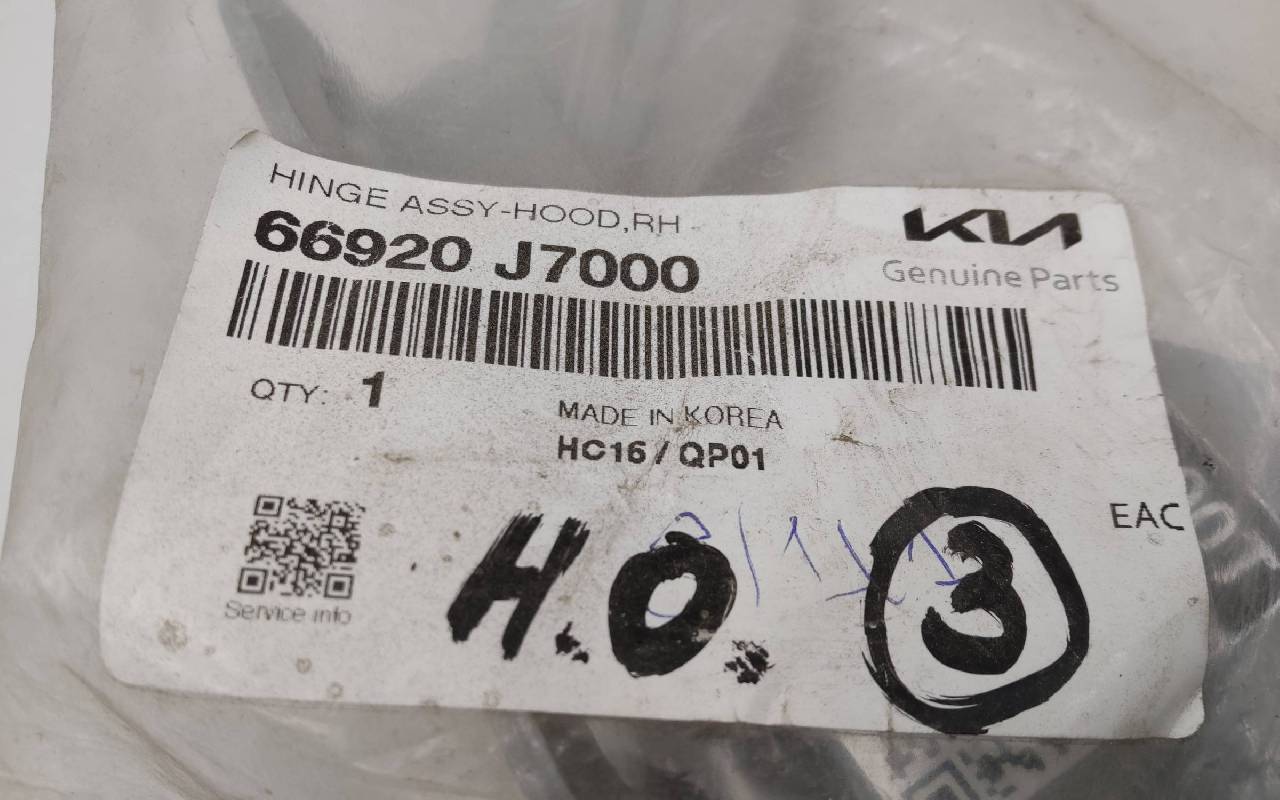 HINGE ASSY-HOOD,RH
66920 J7000
KIA
Genuine Parts
QTY: 1
MADE IN KOREA
HC16 / QP01
EAC
Service info
H.O. 3